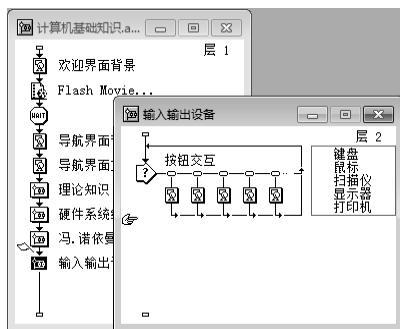 计算机基础知识.a...
层 1
欢迎界面背景
Flash Movie...
WAIT
导航界面
导航界面
理论知识
硬件系统
冯.诺依曼
输入输出
输入输出设备
层 2
按钮交互
?
键盘
鼠标
扫描仪
显示器
打印机